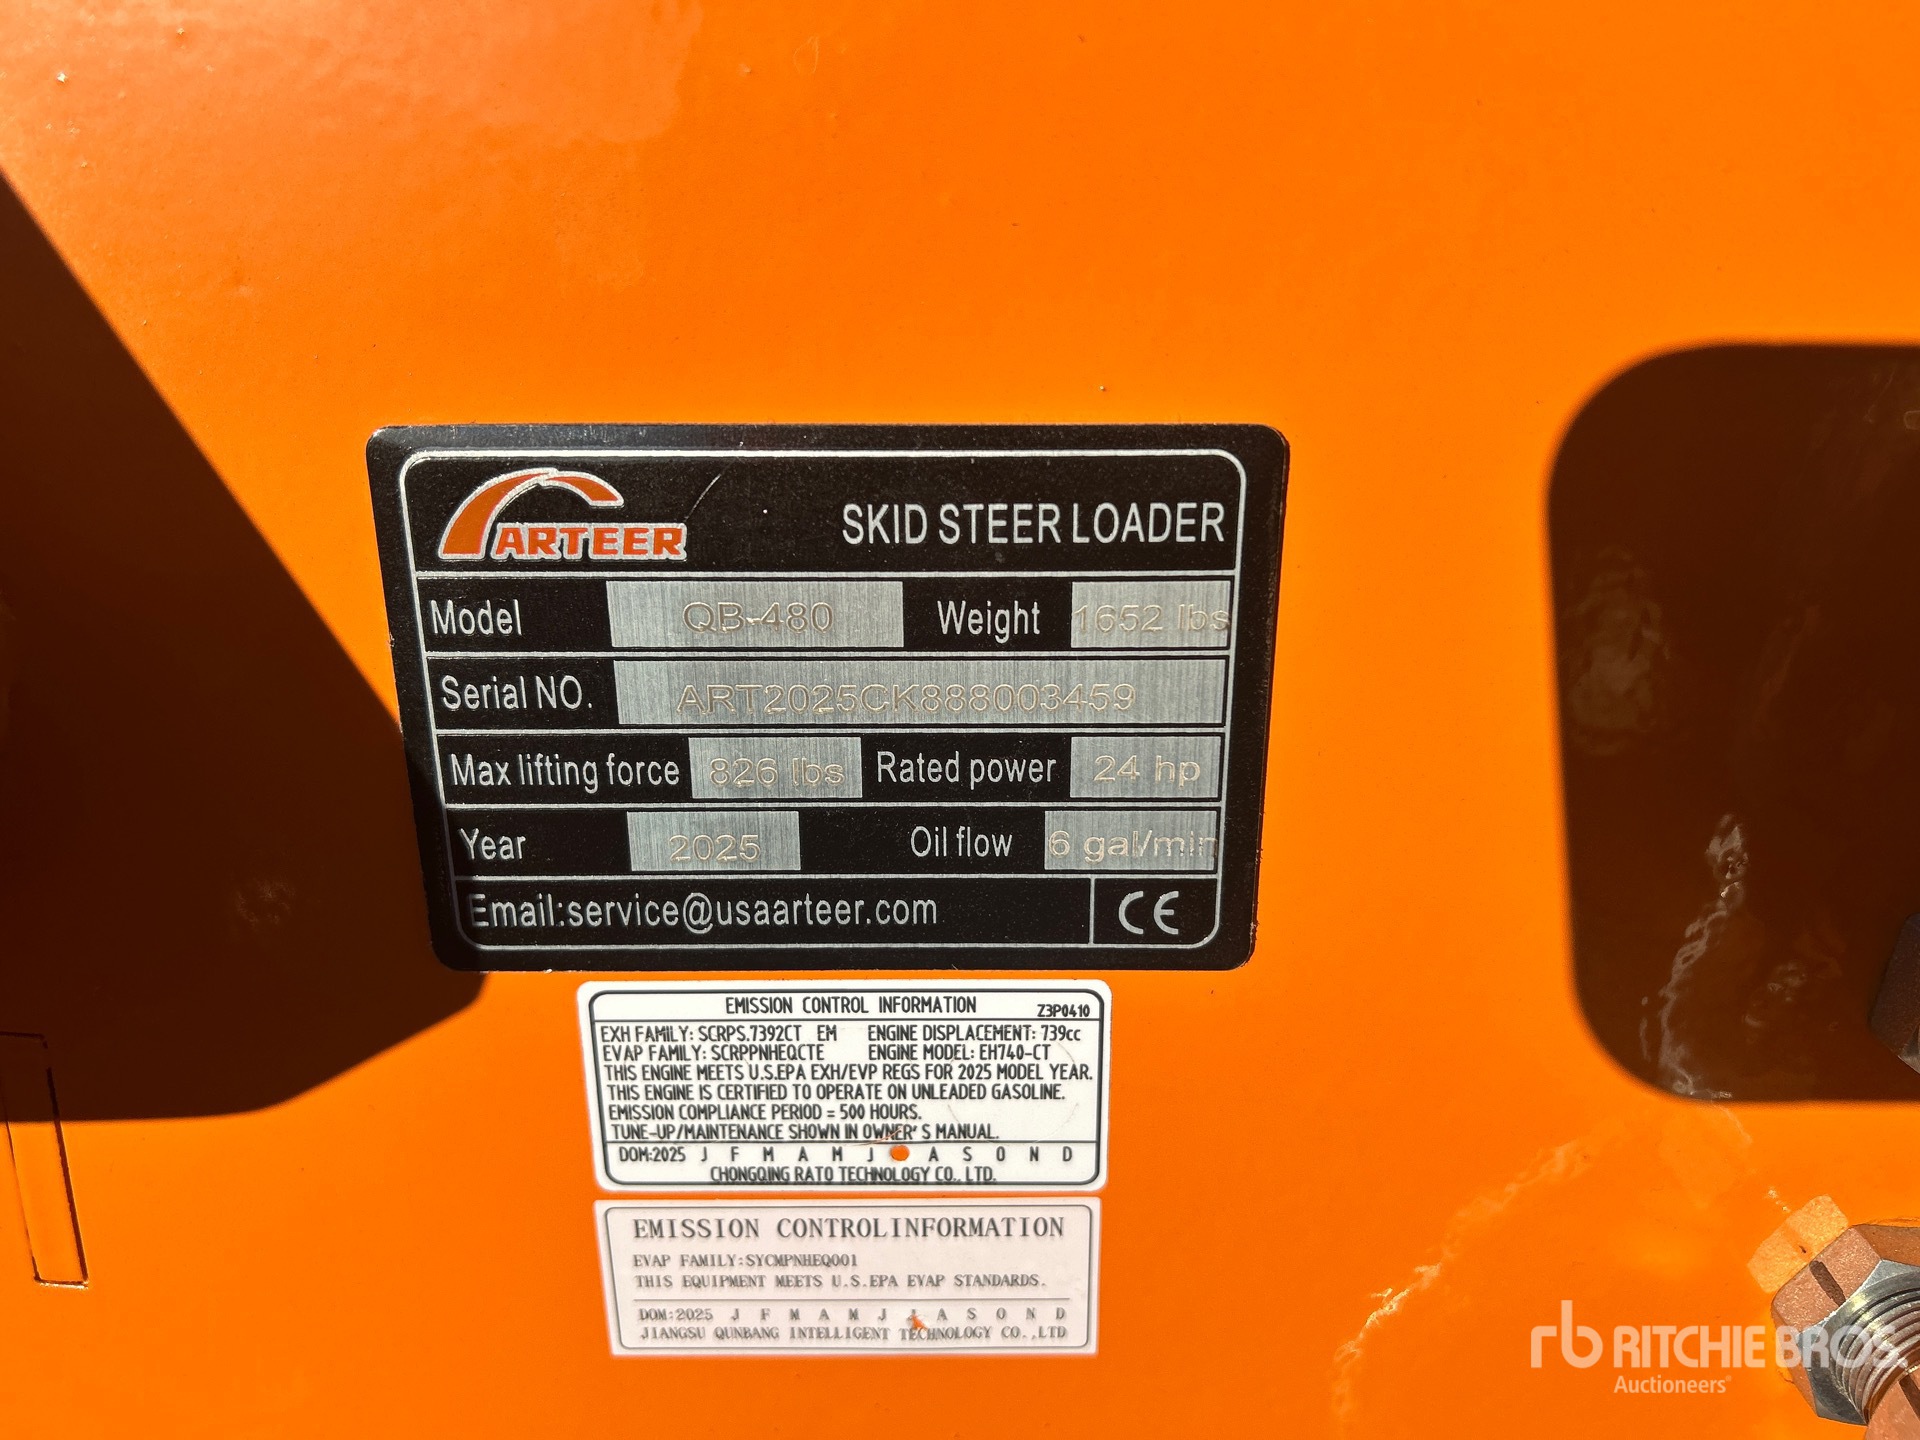 ARTEER SKID STEER LOADER
Model QB-480 Weight 1652 lbs
Serial NO. ART2025CK888003459
Max lifting force 826 lbs Rated power 24 hp
Year 2025 Oil flow 6 gal/min
Email:service@usaarteer.com CE
EMISSION CONTROL INFORMATION Z3P0410
EXH FAMILY: SCRPS.7392CT EM ENGINE DISPLACEMENT: 739cc
EVAP FAMILY: SCRPPNHEQCTE ENGINE MODEL: EH740-CT
THIS ENGINE MEETS U.S.EPA EXH/EVP REGS FOR 2025 MODEL YEAR.
THIS ENGINE IS CERTIFIED TO OPERATE ON UNLEADED GASOLINE.
EMISSION COMPLIANCE PERIOD = 500 HOURS.
TUNE-UP/MAINTENANCE SHOWN IN OWNER'S MANUAL.
DOM:2025 J F M A M J A S O N D
CHONGQING RATO TECHNOLOGY CO., LTD.
EMISSION CONTROLINFORMATION
EVAP FAMILY:SYCMPNHEQ001
THIS EQUIPMENT MEETS U.S.EPA EVAP STANDARDS.
DOM:2025 J F M A M J J A S O N D
JIANGSU QUNBANG INTELLIGENT TECHNOLOGY CO.,LTD
rb RITCHIE BROS.
Auctioneers